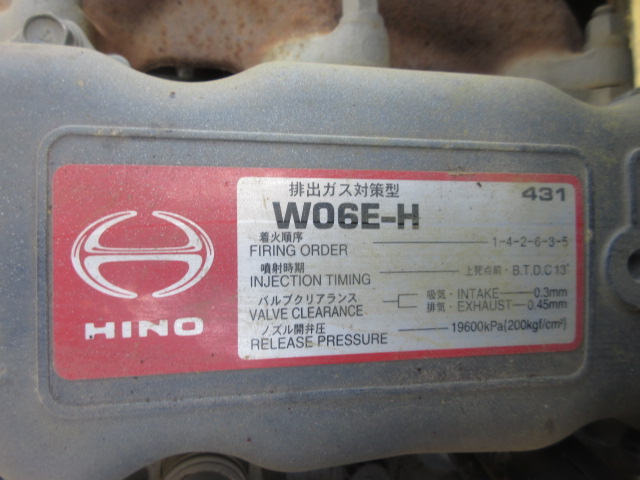 HINO
排出ガス対策型 431
W06E-H
着火順序
FIRING ORDER 1-4-2-6-3-5
噴射時期
INJECTION TIMING 上死点前・B.T.D.C 13°
バルブクリアランス 吸気・INTAKE 0.3mm
VALVE CLEARANCE 排気・EXHAUST 0.45mm
ノズル開弁圧
RELEASE PRESSURE 19600kPa{200kgf/cm²}